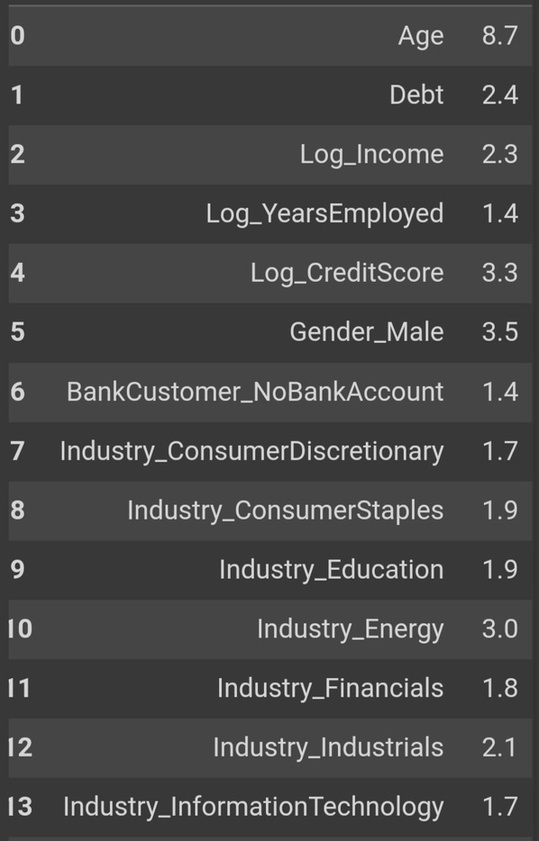 0 Age 8.7
1 Debt 2.4
2 Log_Income 2.3
3 Log_YearsEmployed 1.4
4 Log_CreditScore 3.3
5 Gender_Male 3.5
6 BankCustomer_NoBankAccount 1.4
7 Industry_ConsumerDiscretionary 1.7
8 Industry_ConsumerStaples 1.9
9 Industry_Education 1.9
10 Industry_Energy 3.0
11 Industry_Financials 1.8
12 Industry_Industrials 2.1
13 Industry_InformationTechnology 1.7